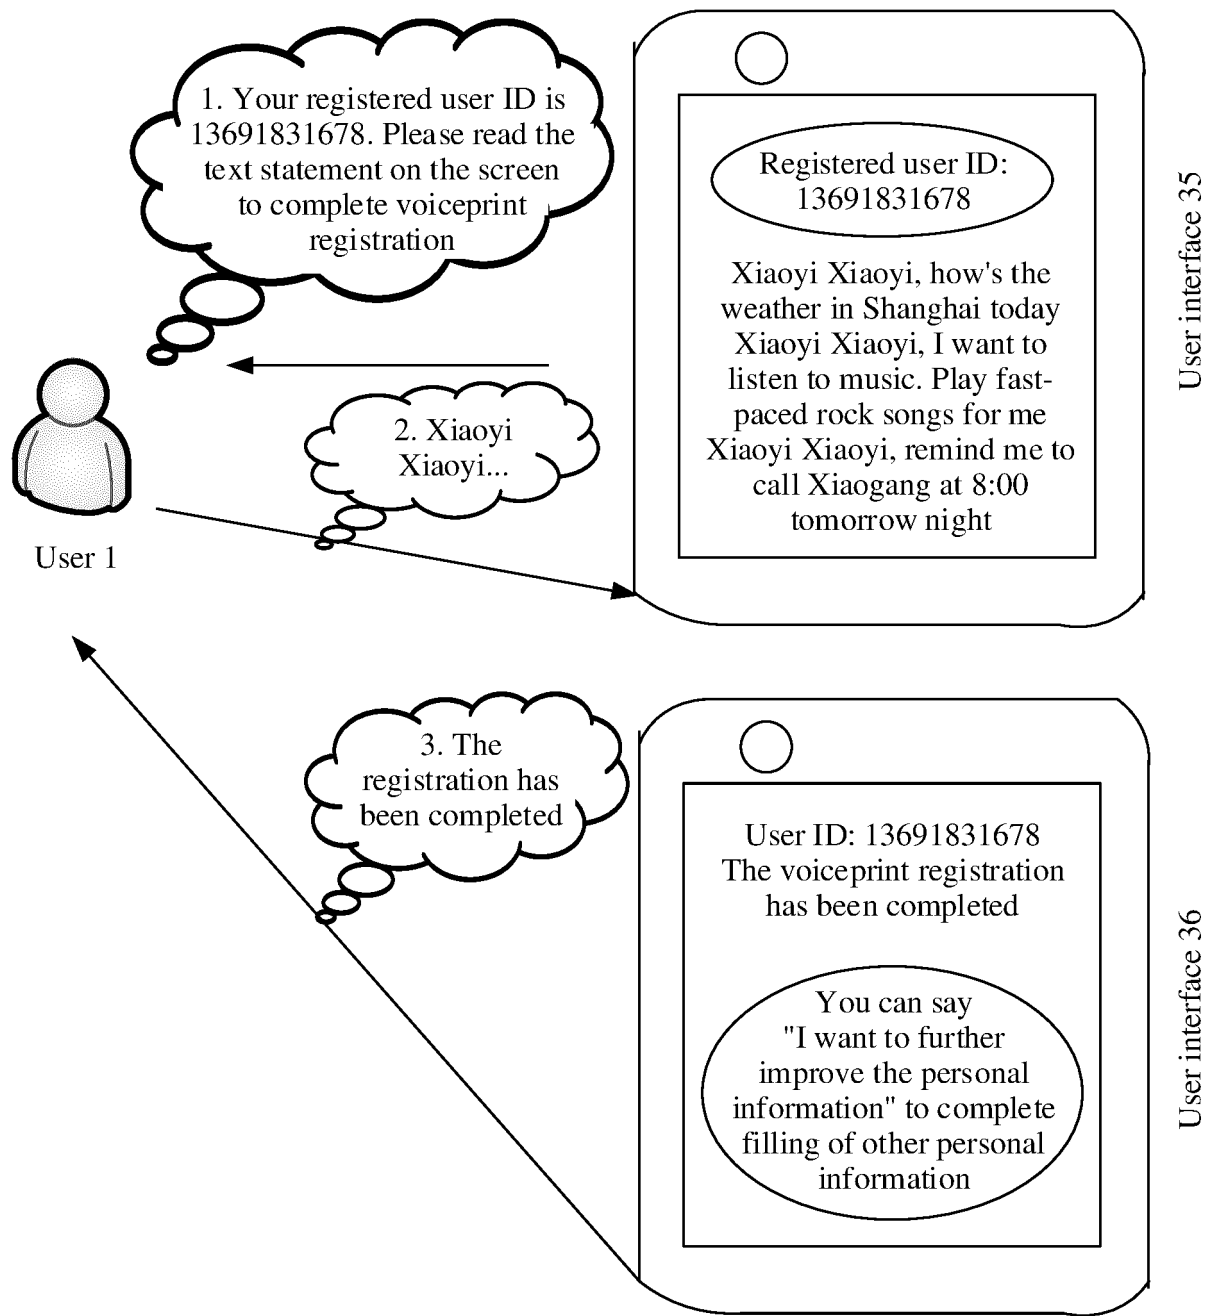 1. Your registered user ID is
13691831678. Please read the
text statement on the screen
to complete voiceprint
registration
Registered user ID:
13691831678
Xiaoyi Xiaoyi, how's the
weather in Shanghai today
Xiaoyi Xiaoyi, I want to
listen to music. Play fast-
paced rock songs for me
Xiaoyi Xiaoyi, remind me to
call Xiaogang at 8:00
tomorrow night
User interface 35
2. Xiaoyi
Xiaoyi...
User 1
3. The
registration has
been completed
User ID: 13691831678
The voiceprint registration
has been completed
You can say
"I want to further
improve the personal
information" to complete
filling of other personal
information
User interface 36